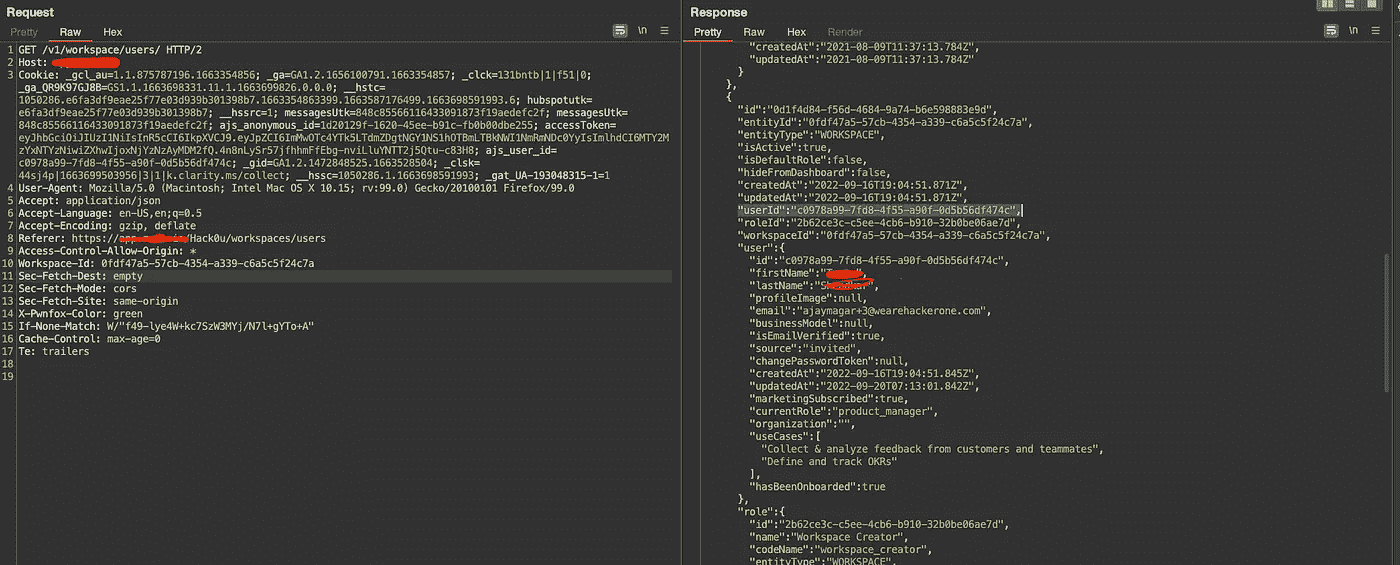 Request
Pretty Raw Hex
\n
1 GET /v1/workspace/users/ HTTP/2
2 Host:
3 Cookie: _gcl_au=1.1.875787196.1663354856; _ga=GA1.2.1656100791.1663354857; _clck=131bntb|1|f51|0;
_ga_QR9K97GJ8B=GS1.1.1663698331.11.1.1663699826.0.0.0; __hstc=
1050286.e6fa3df9eae25f77e03d939b301398b7.1663354863399.1663587176499.1663698591993.6; hubspotutk=
e6fa3df9eae25f77e03d939b301398b7; __hssrc=1; messagesUtk=848c85566116433091873f19aedefc2f; messagesUtk=
848c85566116433091873f19aedefc2f; ajs_anonymous_id=1d20129f-1620-45ee-b91c-fb0b00dbe255; accessToken=
ajs_user_id=
c0978a99-7fd8-4f55-a90f-0d5b56df474c; _gid=GA1.2.1472848525.1663528504; _clsk=
44sj4p|1663699503956|3|1|k.clarity.ms/collect; __hssc=1050286.1.1663698591993; _gat_UA-193048315-1=1
4 User-Agent: Mozilla/5.0 (Macintosh; Intel Mac OS X 10.15; rv:99.0) Gecko/20100101 Firefox/99.0
5 Accept: application/json
6 Accept-Language: en-US,en;q=0.5
7 Accept-Encoding: gzip, deflate
8 Referer: https:// /Hack0u/workspaces/users
9 Access-Control-Allow-Origin: *
10 Workspace-Id: 0fdf47a5-57cb-4354-a339-c6a5c5f24c7a
11 Sec-Fetch-Dest: empty
12 Sec-Fetch-Mode: cors
13 Sec-Fetch-Site: same-origin
14 X-Pwnfox-Color: green
15 If-None-Match: W/"f49-lye4W+kc7SzW3MYj/N7l+gYTo+A"
16 Cache-Control: max-age=0
17 Te: trailers
18
19
Response
Pretty Raw Hex Render
\n
"createdAt":"2021-08-09T11:37:13.784Z",
"updatedAt":"2021-08-09T11:37:13.784Z"
}
},
{
"id":"0d1f4d84-f56d-4684-9a74-b6e598883e9d",
"entityId":"0fdf47a5-57cb-4354-a339-c6a5c5f24c7a",
"entityType":"WORKSPACE",
"isActive":true,
"isDefaultRole":false,
"hideFromDashboard":false,
"createdAt":"2022-09-16T19:04:51.871Z",
"updatedAt":"2022-09-16T19:04:51.871Z",
"userId":"c0978a99-7fd8-4f55-a90f-0d5b56df474c",
"roleId":"2b62ce3c-c5ee-4cb6-b910-32b0be06ae7d",
"workspaceId":"0fdf47a5-57cb-4354-a339-c6a5c5f24c7a",
"user":{
"id":"c0978a99-7fd8-4f55-a90f-0d5b56df474c",
"firstName":
"lastName":
"profileImage":null,
"email":"ajaymagar+3@wearehackerone.com",
"businessModel":null,
"isEmailVerified":true,
"source":"invited",
"changePasswordToken":null,
"createdAt":"2022-09-16T19:04:51.845Z",
"updatedAt":"2022-09-20T07:13:01.842Z",
"marketingSubscribed":true,
"currentRole":"product_manager",
"organization":"",
"useCases":[
"Collect & analyze feedback from customers and teammates",
"Define and track OKRs"
],
"hasBeenOnboarded":true
},
"role":{
"id":"2b62ce3c-c5ee-4cb6-b910-32b0be06ae7d",
"name":"Workspace Creator",
"codeName":"workspace_creator",
"entityType":"WORKSPACE",